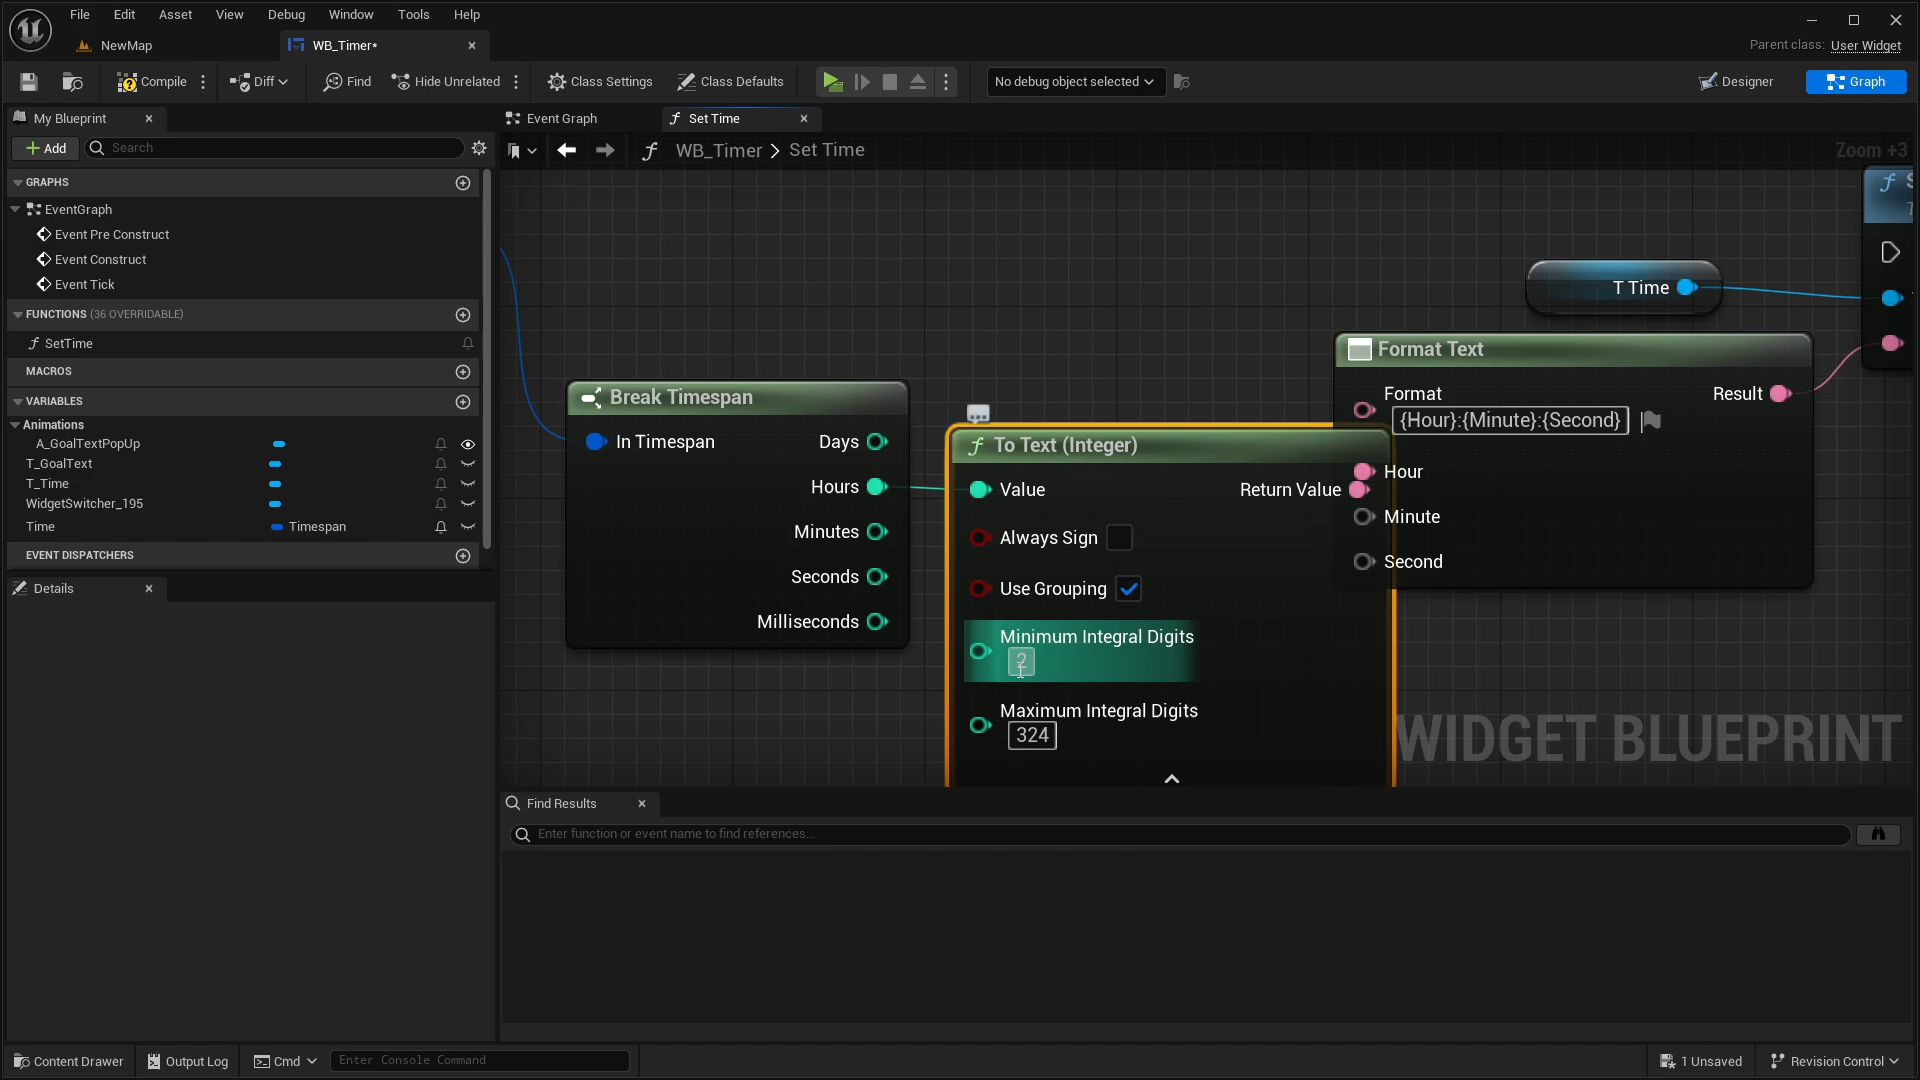 File Edit Asset View Debug Window Tools Help
NewMap
WB_Timer*
Parent class: User Widget
Compile
Diff
Find
Hide Unrelated
Class Settings
Class Defaults
No debug object selected
Designer
Graph
My Blueprint
Add
Search
GRAPHS
EventGraph
Event Pre Construct
Event Construct
Event Tick
FUNCTIONS (36 OVERRIDABLE)
SetTime
MACROS
VARIABLES
Animations
A_GoalTextPopUp
T_GoalText
T_Time
WidgetSwitcher_195
Time Timespan
EVENT DISPATCHERS
Details
Event Graph
Set Time
WB_Timer > Set Time
Zoom +3
Break Timespan
In Timespan
Days
Hours
Minutes
Seconds
Milliseconds
To Text (Integer)
Value
Return Value
Always Sign
Use Grouping
Minimum Integral Digits
2
Maximum Integral Digits
324
T Time
Format Text
Format
{Hour}:{Minute}:{Second}
Result
Hour
Minute
Second
WIDGET BLUEPRINT
Find Results
Enter function or event name to find references...
Content Drawer
Output Log
Cmd
Enter Console Command
1 Unsaved
Revision Control